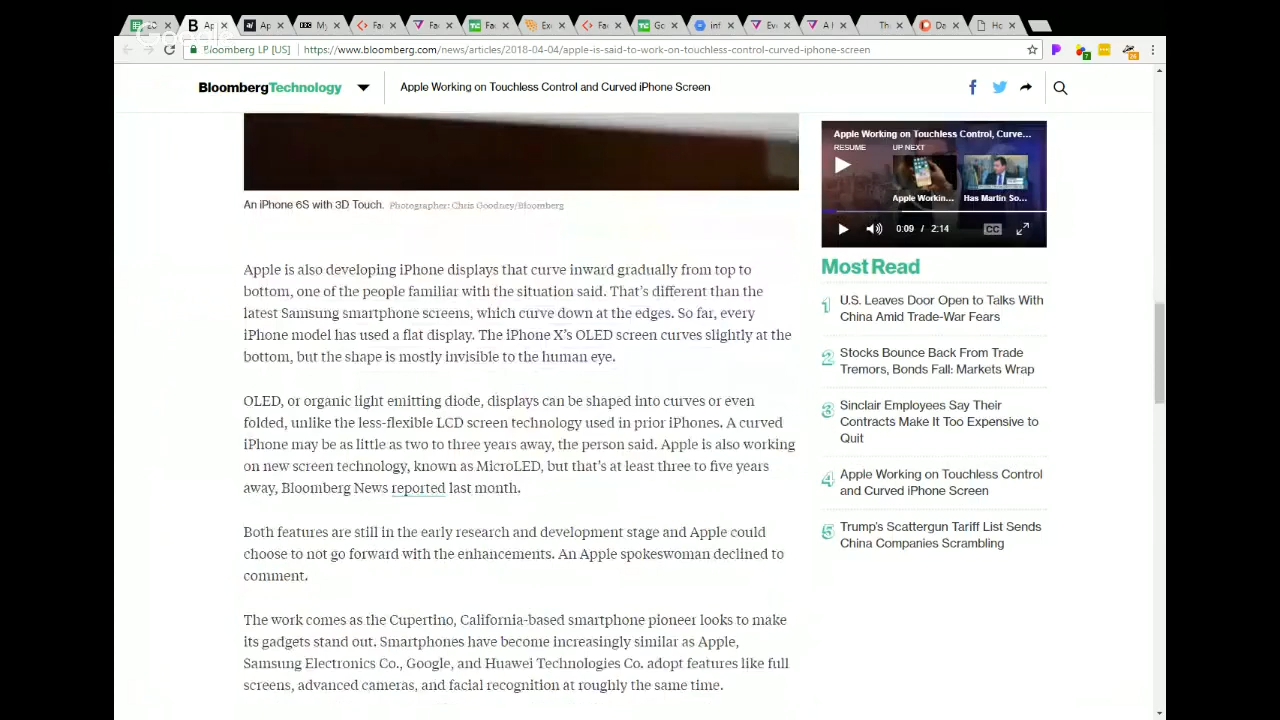 Google
Ap
Ap
My
Fac
Fac
Fac
Exc
Fac
Go
inf
Eve
A l
The
Da
Ho
Bloomberg LP [US]
https://www.bloomberg.com/news/articles/2018-04-04/apple-is-said-to-work-on-touchless-control-curved-iphone-screen
BloombergTechnology
Apple Working on Touchless Control and Curved iPhone Screen
An iPhone 6S with 3D Touch. Photographer: Chris Goodney/Bloomberg
Apple is also developing iPhone displays that curve inward gradually from top to
bottom, one of the people familiar with the situation said. That’s different than the
latest Samsung smartphone screens, which curve down at the edges. So far, every
iPhone model has used a flat display. The iPhone X’s OLED screen curves slightly at the
bottom, but the shape is mostly invisible to the human eye.
OLED, or organic light emitting diode, displays can be shaped into curves or even
folded, unlike the less-flexible LCD screen technology used in prior iPhones. A curved
iPhone may be as little as two to three years away, the person said. Apple is also working
on new screen technology, known as MicroLED, but that’s at least three to five years
away, Bloomberg News reported last month.
Both features are still in the early research and development stage and Apple could
choose to not go forward with the enhancements. An Apple spokeswoman declined to
comment.
The work comes as the Cupertino, California-based smartphone pioneer looks to make
its gadgets stand out. Smartphones have become increasingly similar as Apple,
Samsung Electronics Co., Google, and Huawei Technologies Co. adopt features like full
screens, advanced cameras, and facial recognition at roughly the same time.
Apple Working on Touchless Control, Curve...
RESUME
UP NEXT
Apple Workin...
Has Martin So...
0:09 / 2:14
CC
Most Read
1 U.S. Leaves Door Open to Talks With
China Amid Trade-War Fears
2 Stocks Bounce Back From Trade
Tremors, Bonds Fall: Markets Wrap
3 Sinclair Employees Say Their
Contracts Make It Too Expensive to
Quit
4 Apple Working on Touchless Control
and Curved iPhone Screen
5 Trump’s Scattergun Tariff List Sends
China Companies Scrambling